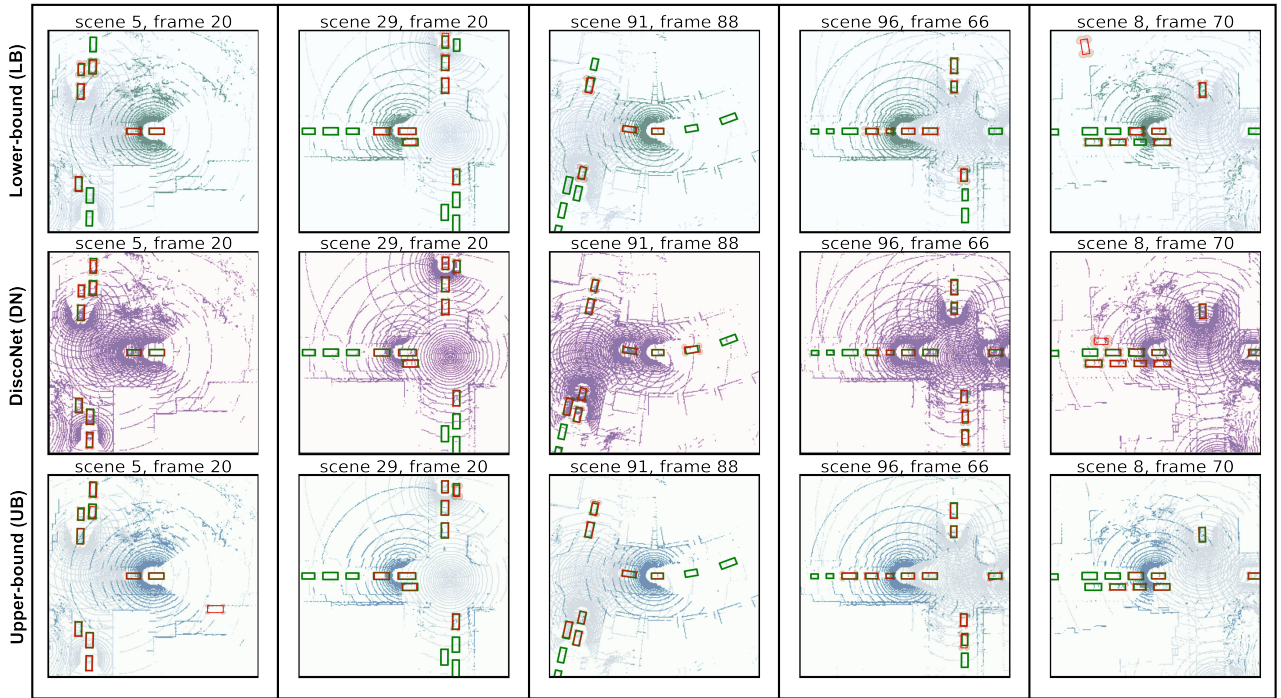 Lower-bound (LB)
scene 5, frame 20
scene 29, frame 20
scene 91, frame 88
scene 96, frame 66
scene 8, frame 70
DiscoNet (DN)
scene 5, frame 20
scene 29, frame 20
scene 91, frame 88
scene 96, frame 66
scene 8, frame 70
Upper-bound (UB)
scene 5, frame 20
scene 29, frame 20
scene 91, frame 88
scene 96, frame 66
scene 8, frame 70